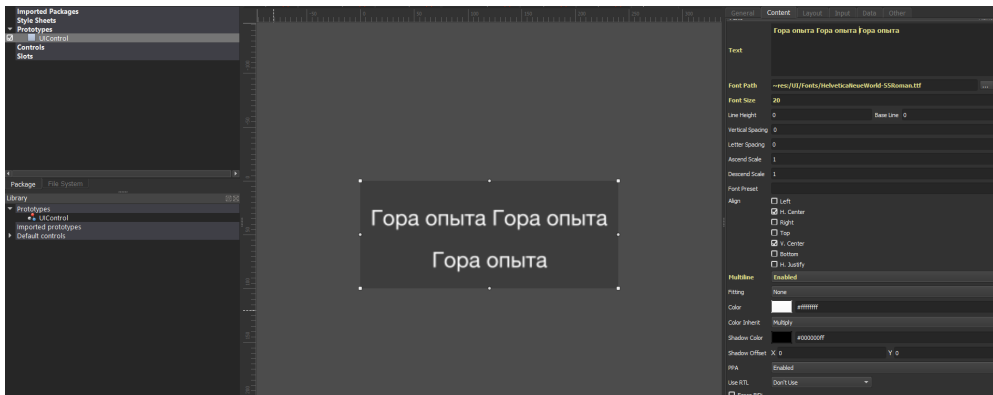 Imported Packages
Style Sheets
Prototypes
UIControl
Controls
Slots
Package File System
Library
Prototypes
UIControl
Imported prototypes
Default controls
Гора опыта Гора опыта
Гора опыта
General Content Layout Input Data Other
Text
Гора опыта Гора опыта Гора опыта
Font Path ~res:/UI/Fonts/HelveticaNeueWorld-55Roman.ttf ...
Font Size 20
Line Height 0 Base Line 0
Vertical Spacing 0
Letter Spacing 0
Ascend Scale 1
Descend Scale 1
Font Preset
Align Left
H. Center
Right
Top
V. Center
Bottom
H. Justify
Multiline Enabled
Fitting None
Color #ffffffff
Color Inherit Multiply
Shadow Color #000000ff
Shadow Offset X 0 Y 0
PPA Enabled
Use RTL Don't Use